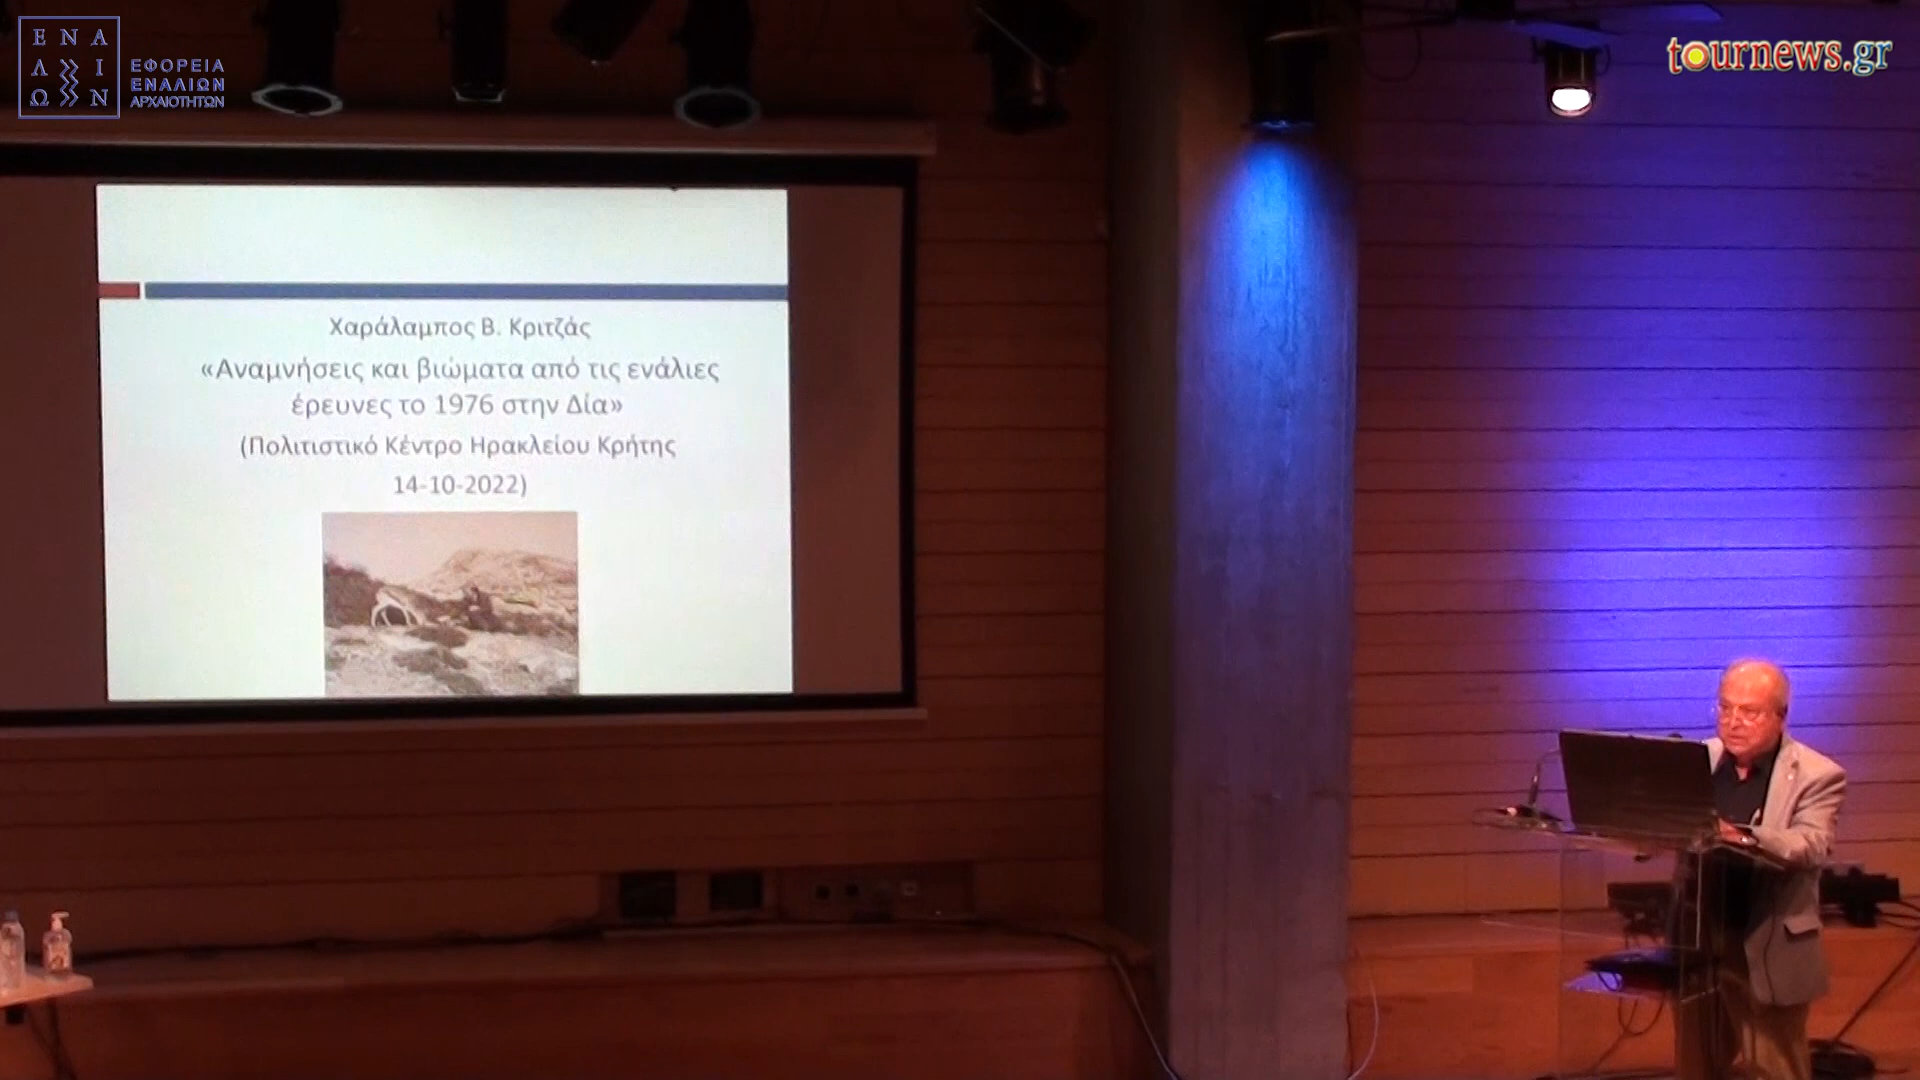 ΕΝΑ
ΛΙ
ΩΝ
ΕΦΟΡΕΙΑ
ΕΝΑΛΙΩΝ
ΑΡΧΑΙΟΤΗΤΩΝ
tournews.gr
Χαράλαμπος Β. Κριτζάς
«Αναμνήσεις και βιώματα από τις ενάλιες
έρευνες το 1976 στην Δία»
(Πολιτιστικό Κέντρο Ηρακλείου Κρήτης
14-10-2022)